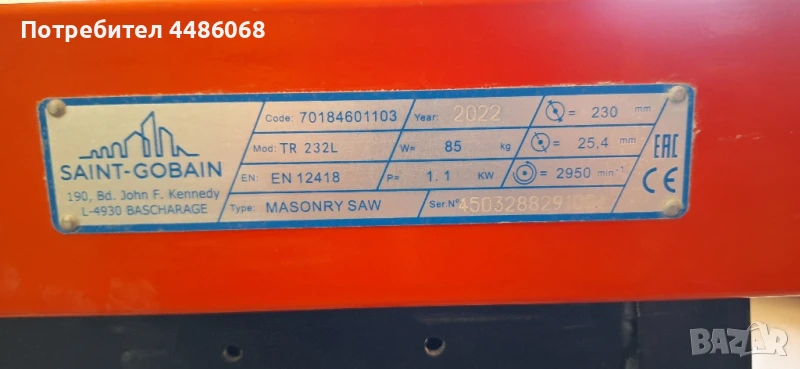 Потребител 4486068
SAINT-GOBAIN
190, Bd. John F. Kennedy
L-4930 BASCHARAGE
Code: 70184601103 Year: 2022 = 230 mm
Mod: TR 232L W= 85 kg = 25,4 mm
EN: EN 12418 P= 1.1 KW = 2950 min⁻¹
Type: MASONRY SAW Ser.N°
EAC
CE
BAZAR
bg